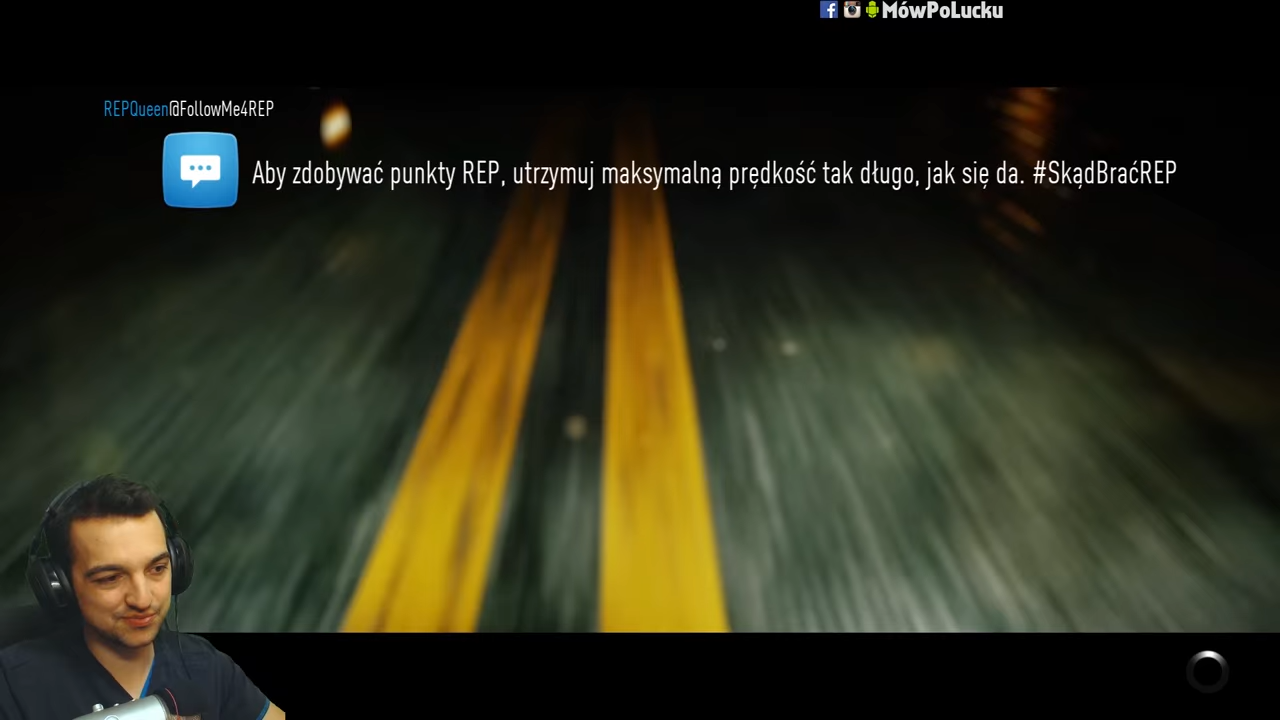 MówPoLucku
REPQueen@FollowMe4REP
Aby zdobywać punkty REP, utrzymuj maksymalną prędkość tak długo, jak się da. #SkądBraćREP